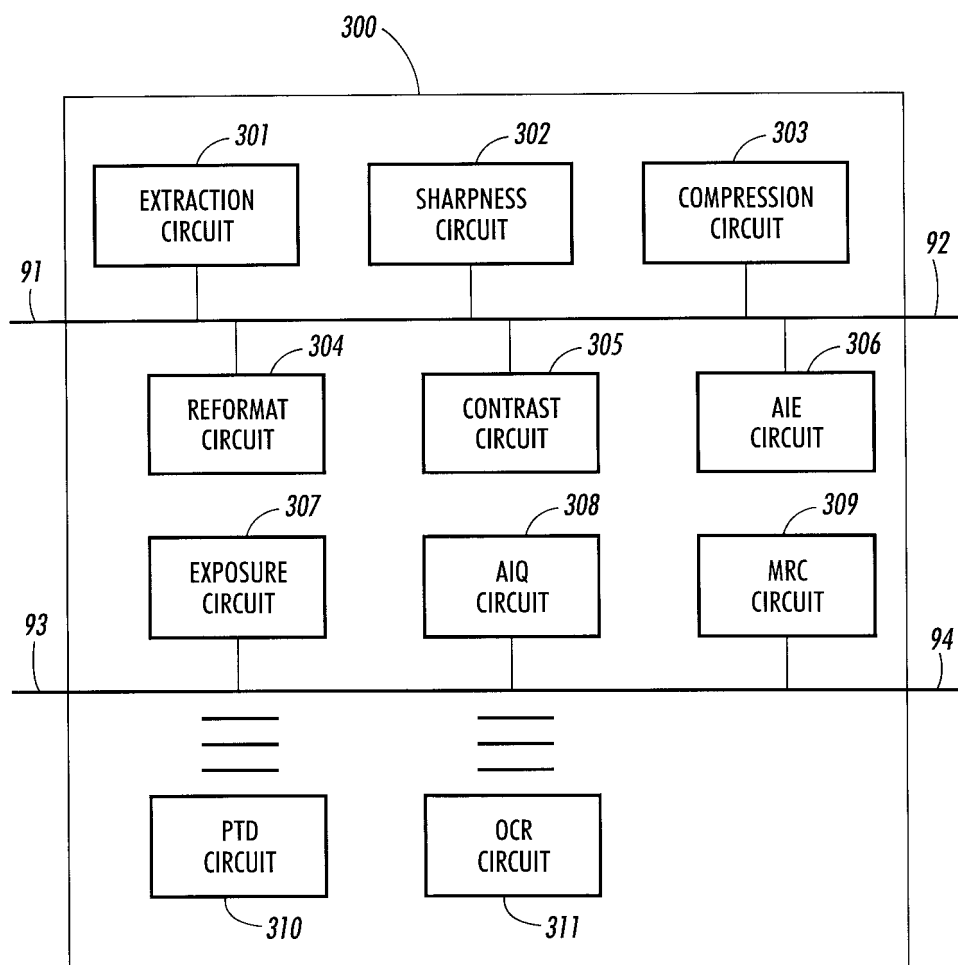 300
301
302
303
EXTRACTION
CIRCUIT
SHARPNESS
CIRCUIT
COMPRESSION
CIRCUIT
91
92
304
305
306
REFORMAT
CIRCUIT
CONTRAST
CIRCUIT
AIE
CIRCUIT
307
308
309
EXPOSURE
CIRCUIT
AIQ
CIRCUIT
MRC
CIRCUIT
93
94
PTD
CIRCUIT
OCR
CIRCUIT
310
311